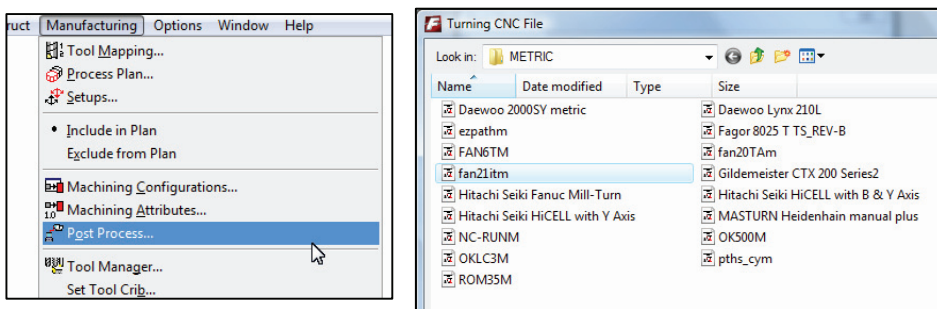 ruct Manufacturing Options Window Help
Tool Mapping...
Process Plan...
Setups...
Include in Plan
Exclude from Plan
Machining Configurations...
1.0 Machining Attributes...
Post Process...
Tool Manager...
Set Tool Crib...
Turning CNC File
Look in: METRIC
Name Date modified Type Size
Daewoo 2000SY metric
ezpathm
FAN6TM
fan21itm
Hitachi Seiki Fanuc Mill-Turn
Hitachi Seiki HiCELL with Y Axis
NC-RUNM
OKLC3M
ROM35M
Daewoo Lynx 210L
Fagor 8025 T TS_REV-B
fan20TAm
Gildemeister CTX 200 Series2
Hitachi Seiki HiCELL with B & Y Axis
MASTURN Heidenhain manual plus
OK500M
pths_cym